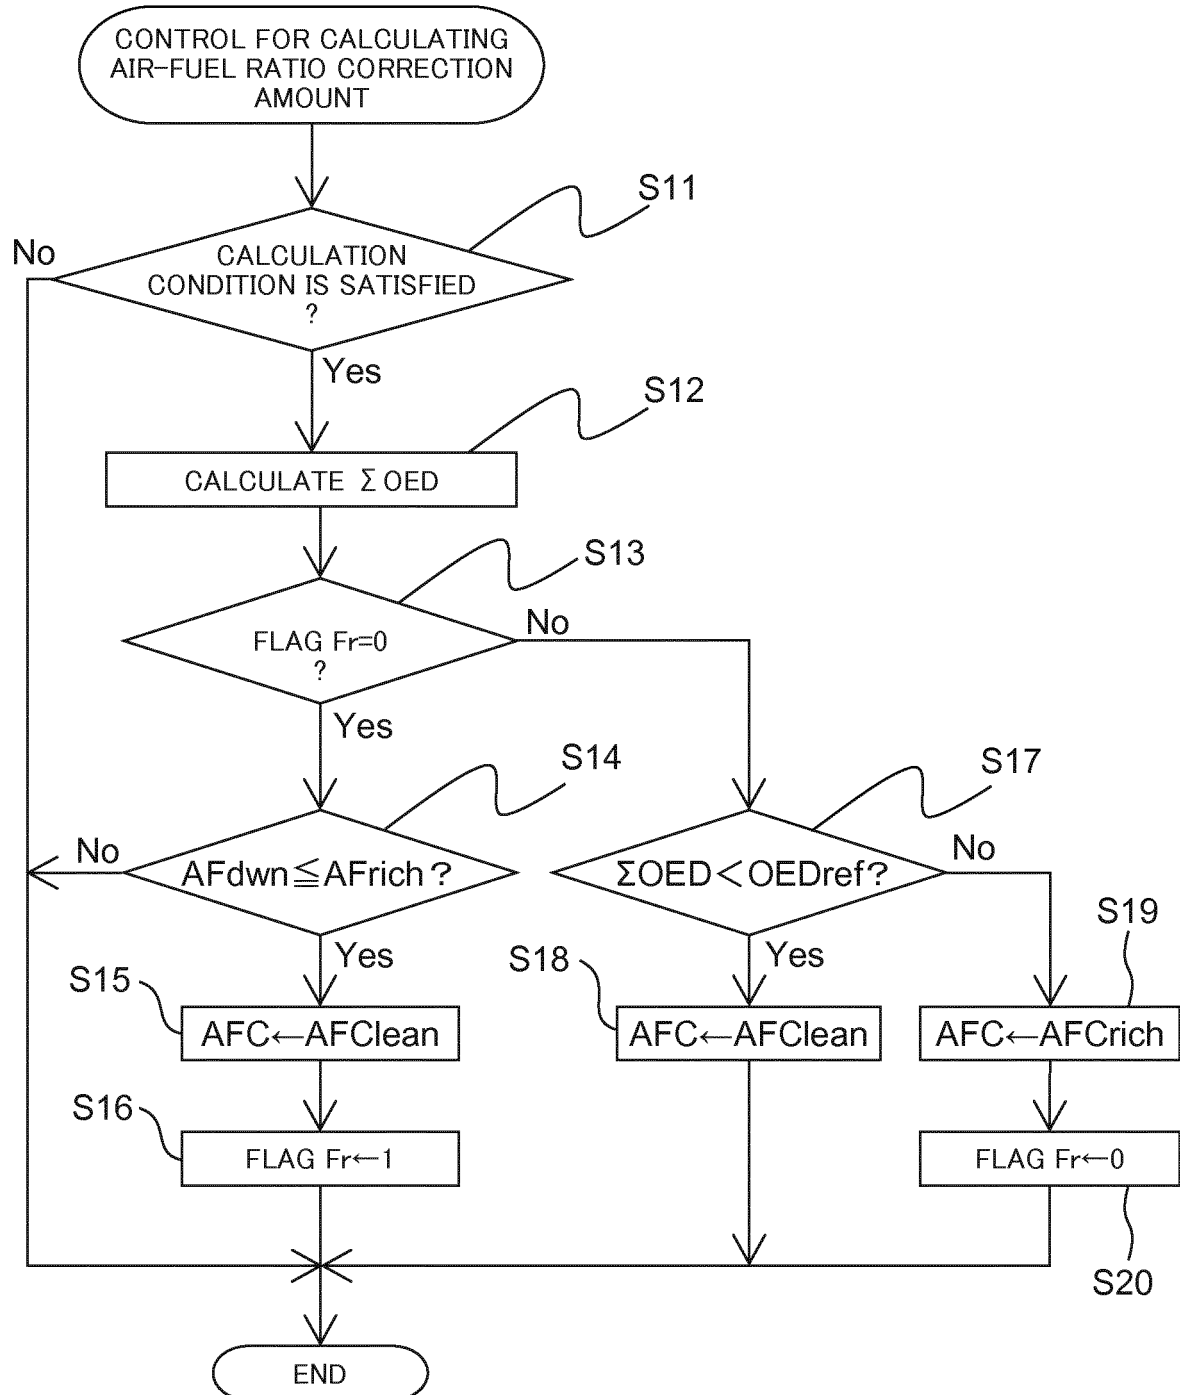 CONTROL FOR CALCULATING
AIR-FUEL RATIO CORRECTION
AMOUNT
S11
No
CALCULATION
CONDITION IS SATISFIED
?
Yes
S12
CALCULATE ΣOED
S13
FLAG Fr=0
?
No
Yes
S14
S17
No
AFdwn≦AFrich?
ΣOED<OEDref?
No
S19
Yes
Yes
S15
S18
AFC←AFClean
AFC←AFClean
AFC←AFCrich
S16
FLAG Fr←1
FLAG Fr←0
S20
END